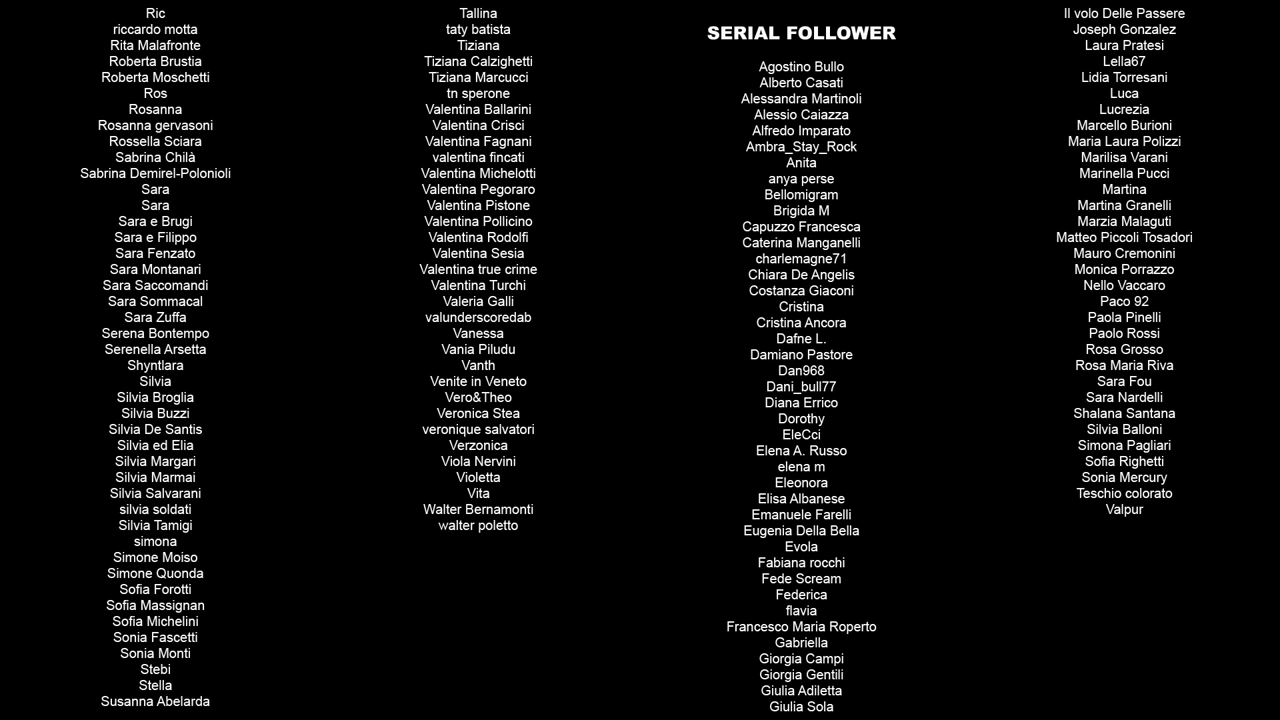 Ric
riccardo motta
Rita Malafronte
Roberta Brustia
Roberta Moschetti
Ros
Rosanna
Rosanna gervasoni
Rossella Sciara
Sabrina Chilà
Sabrina Demirel-Polonioli
Sara
Sara
Sara e Brugi
Sara e Filippo
Sara Fenzato
Sara Montanari
Sara Saccomandi
Sara Sommacal
Sara Zuffa
Serena Bontempo
Serenella Arsetta
Shyntlara
Silvia
Silvia Broglia
Silvia Buzzi
Silvia De Santis
Silvia ed Elia
Silvia Margari
Silvia Marmai
Silvia Salvarani
silvia soldati
Silvia Tamigi
simona
Simone Moiso
Simone Quonda
Sofia Forotti
Sofia Massignan
Sofia Michelini
Sonia Fascetti
Sonia Monti
Stebi
Stella
Susanna Abelarda
Tallina
taty batista
Tiziana
Tiziana Calzighetti
Tiziana Marcucci
tn sperone
Valentina Ballarini
Valentina Crisci
Valentina Fagnani
valentina fincati
Valentina Michelotti
Valentina Pegoraro
Valentina Pistone
Valentina Pollicino
Valentina Rodolfi
Valentina Sesia
Valentina true crime
Valentina Turchi
Valeria Galli
valunderscoredab
Vanessa
Vania Piludu
Vanth
Venite in Veneto
Vero&Theo
Veronica Stea
veronique salvatori
Verzonica
Viola Nervini
Violetta
Vita
Walter Bernamonti
walter poletto
SERIAL FOLLOWER
Agostino Bullo
Alberto Casati
Alessandra Martinoli
Alessio Caiazza
Alfredo Imparato
Ambra_Stay_Rock
Anita
anya perse
Bellomigram
Brigida M
Capuzzo Francesca
Caterina Manganelli
charlemagne71
Chiara De Angelis
Costanza Giaconi
Cristina
Cristina Ancora
Dafne L.
Damiano Pastore
Dan968
Dani_bull77
Diana Errico
Dorothy
EleCci
Elena A. Russo
elena m
Eleonora
Elisa Albanese
Emanuele Farelli
Eugenia Della Bella
Evola
Fabiana rocchi
Fede Scream
Federica
flavia
Francesco Maria Roperto
Gabriella
Giorgia Campi
Giorgia Gentili
Giulia Adiletta
Giulia Sola
Il volo Delle Passere
Joseph Gonzalez
Laura Pratesi
Lella67
Lidia Torresani
Luca
Lucrezia
Marcello Burioni
Maria Laura Polizzi
Marilisa Varani
Marinella Pucci
Martina
Martina Granelli
Marzia Malaguti
Matteo Piccoli Tosadori
Mauro Cremonini
Monica Porrazzo
Nello Vaccaro
Paco 92
Paola Pinelli
Paolo Rossi
Rosa Grosso
Rosa Maria Riva
Sara Fou
Sara Nardelli
Shalana Santana
Silvia Balloni
Simona Pagliari
Sofia Righetti
Sonia Mercury
Teschio colorato
Valpur